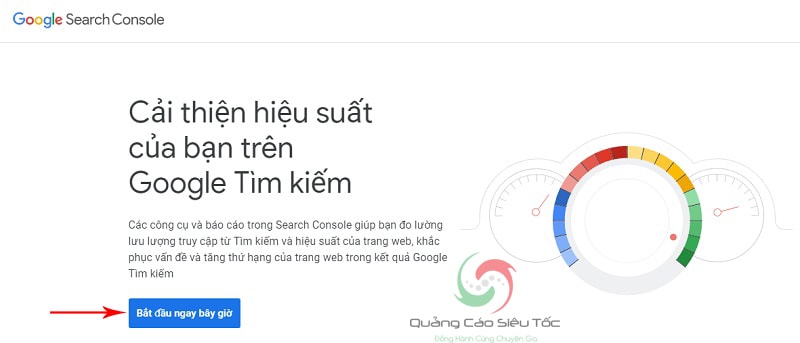 Google Search Console
Cải thiện hiệu suất
của bạn trên
Google Tìm kiếm
Các công cụ và báo cáo trong Search Console giúp bạn đo lường
lưu lượng truy cập từ Tìm kiếm và hiệu suất của trang web, khắc
phục vấn đề và tăng thứ hạng của trang web trong kết quả Google
Tìm kiếm
Bắt đầu ngay bây giờ
Quảng Cáo Siêu Tốc
Đồng Hành Cùng Chuyên Gia